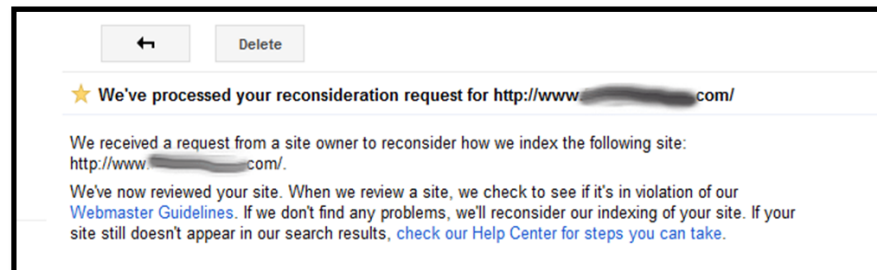 Delete
We've processed your reconsideration request for http://www. com/
We received a request from a site owner to reconsider how we index the following site:
http://www. com/.
We've now reviewed your site. When we review a site, we check to see if it's in violation of our
Webmaster Guidelines. If we don't find any problems, we'll reconsider our indexing of your site. If your
site still doesn't appear in our search results, check our Help Center for steps you can take.